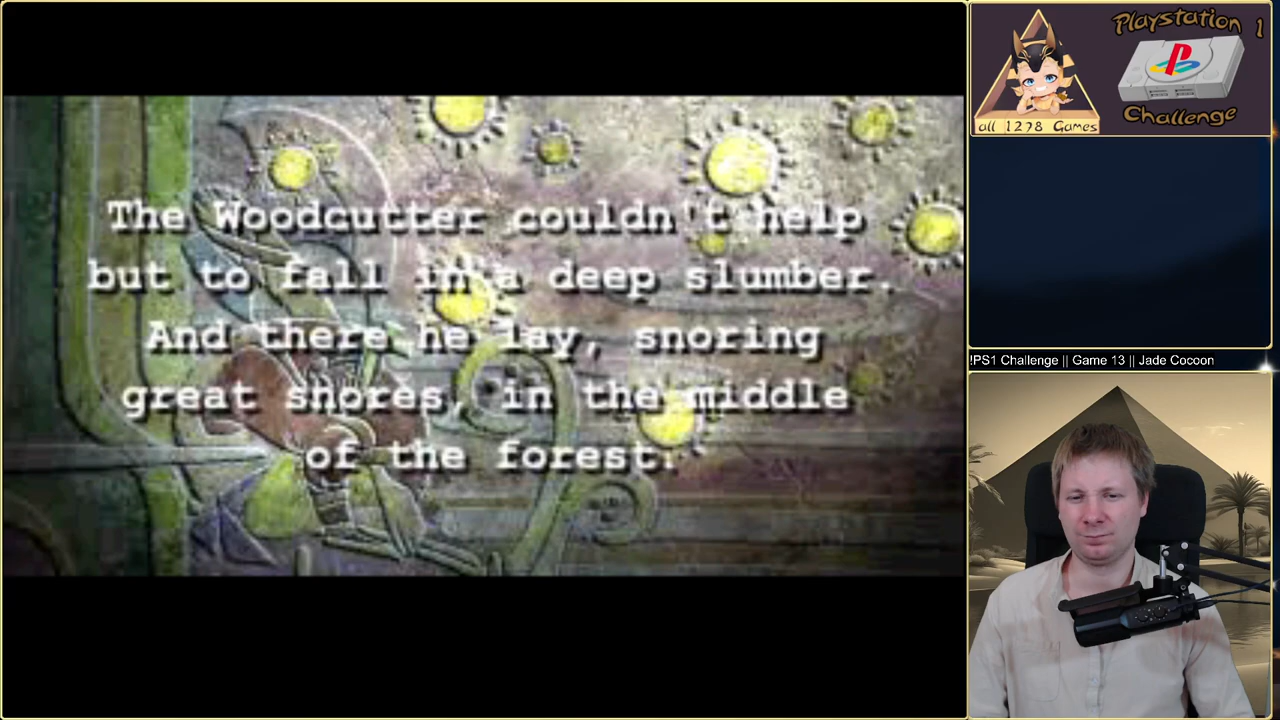 The Woodcutter couldn't help
but to fall in a deep slumber.
And there he lay, snoring
great snores, in the middle
of the forest.
Playstation 1
Challenge
all 1278 Games
!PS1 Challenge || Game 13 || Jade Cocoon